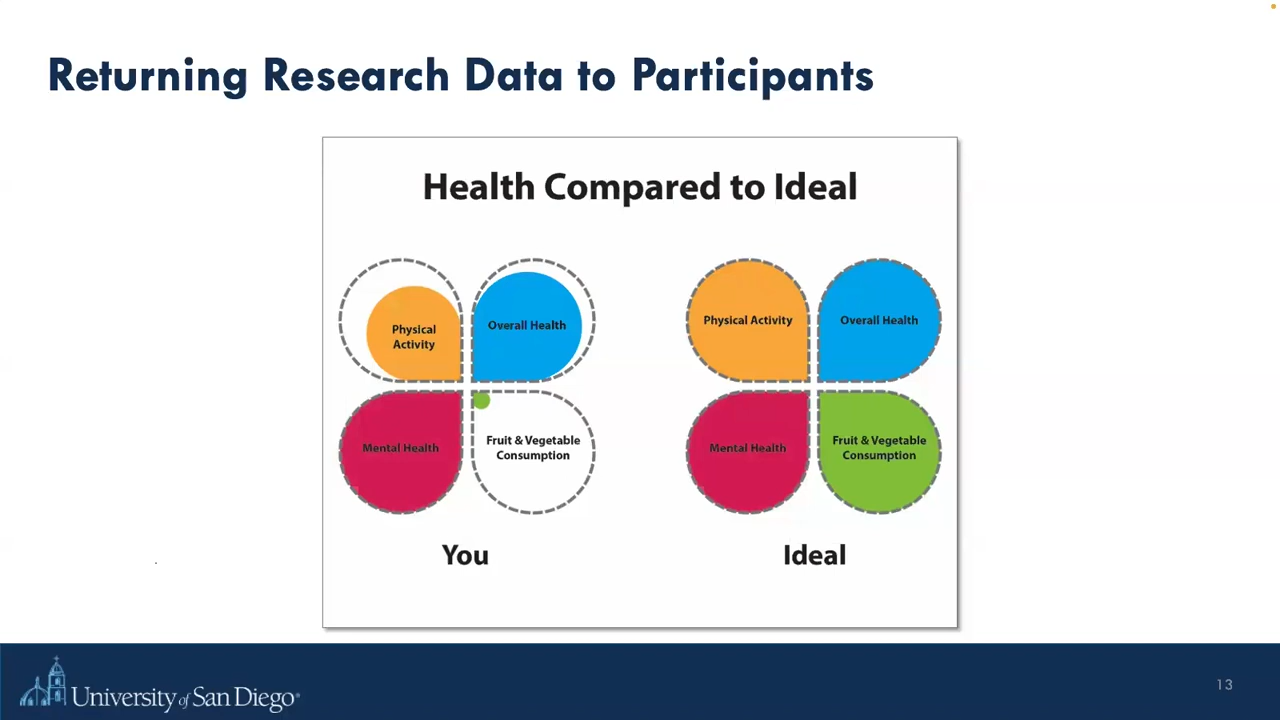 Returning Research Data to Participants
Health Compared to Ideal
Physical
Activity
Overall Health
Mental Health
Fruit & Vegetable
Consumption
You
Physical Activity
Overall Health
Mental Health
Fruit & Vegetable
Consumption
Ideal
University of San Diego
13